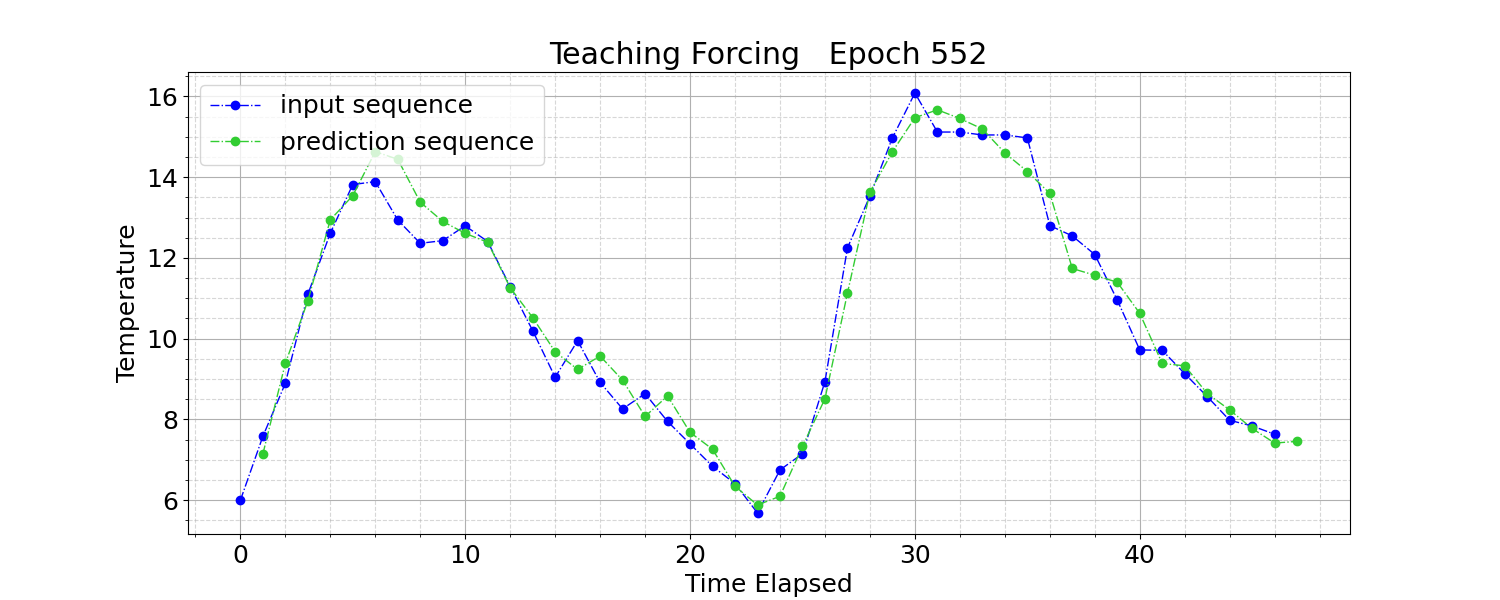 Teaching Forcing   Epoch 552
input sequence
prediction sequence
16
14
12
10
8
6
Temperature
0 10 20 30 40
Time Elapsed